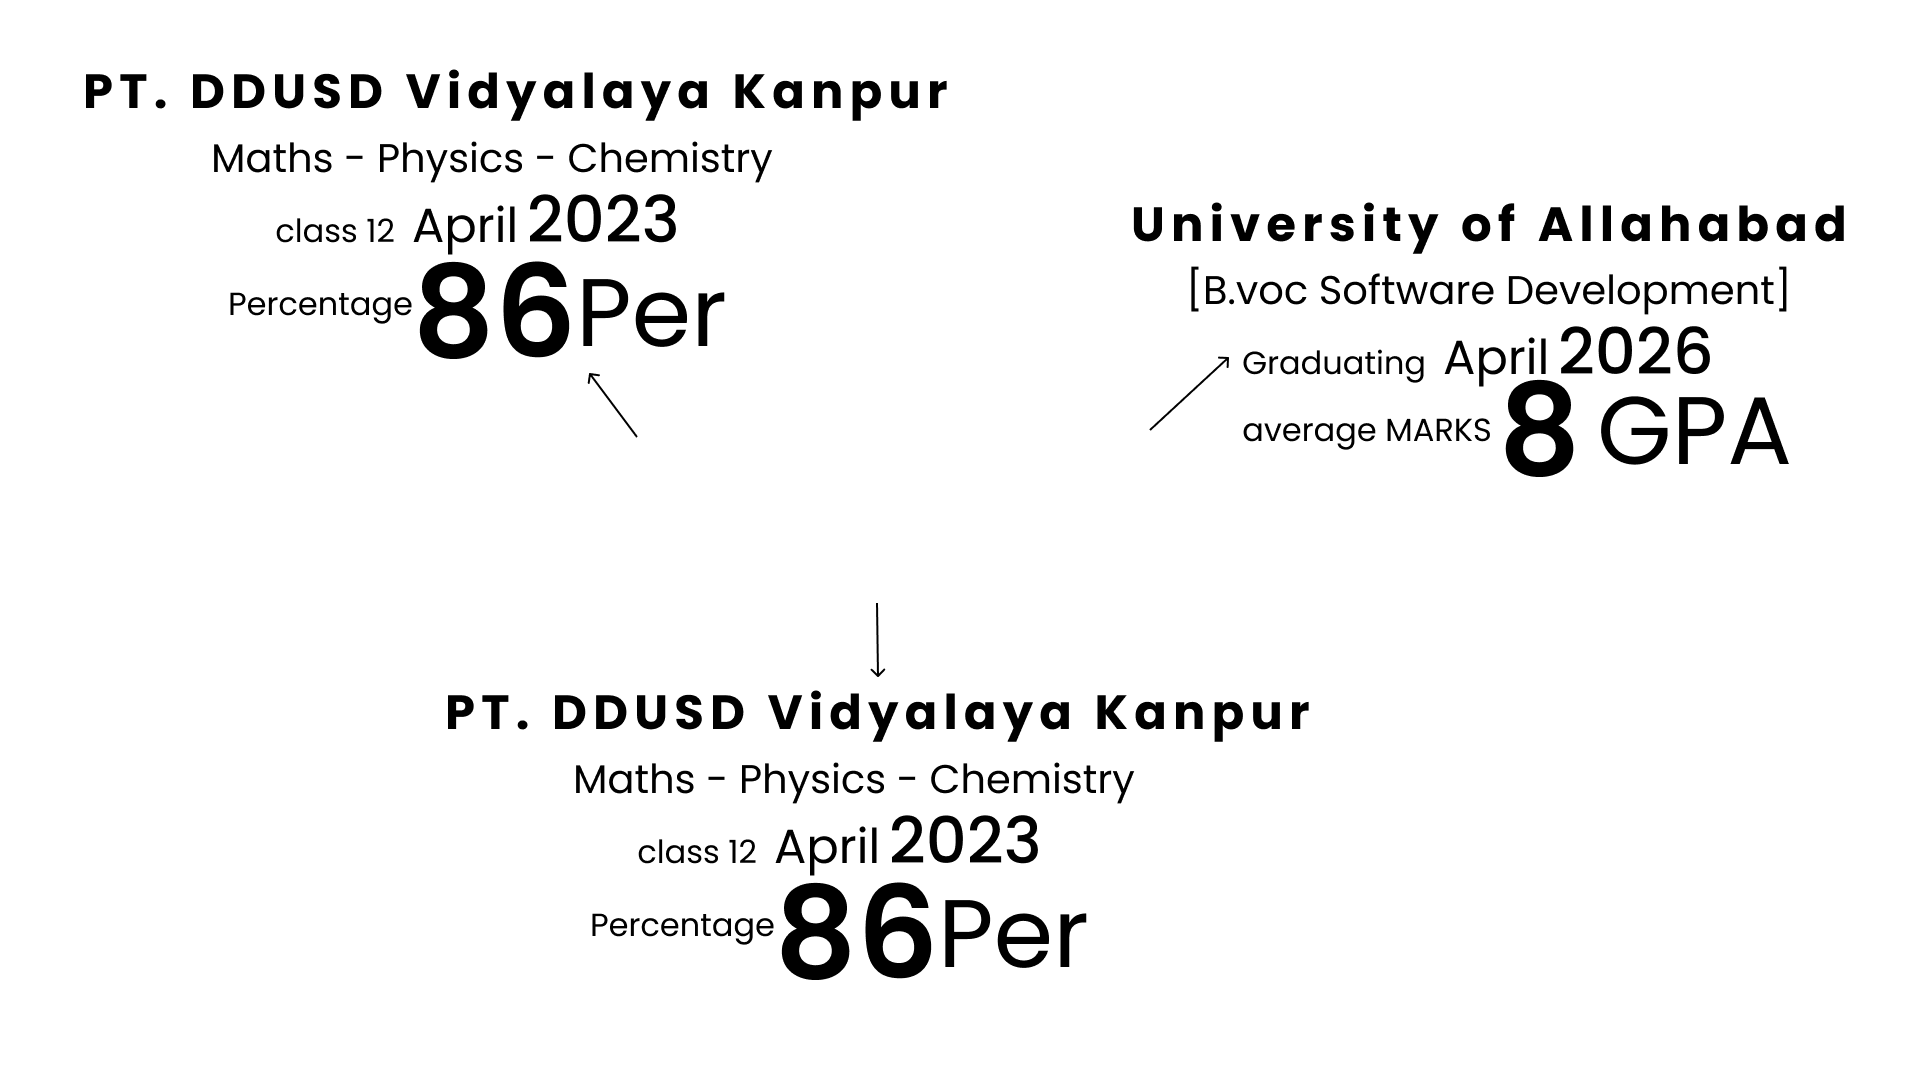 PT. DDUSD Vidyalaya Kanpur
Maths - Physics - Chemistry
class 12 April 2023
Percentage 86Per
University of Allahabad
[B.voc Software Development]
Graduating April 2026
average MARKS 8 GPA
PT. DDUSD Vidyalaya Kanpur
Maths - Physics - Chemistry
class 12 April 2023
Percentage 86Per